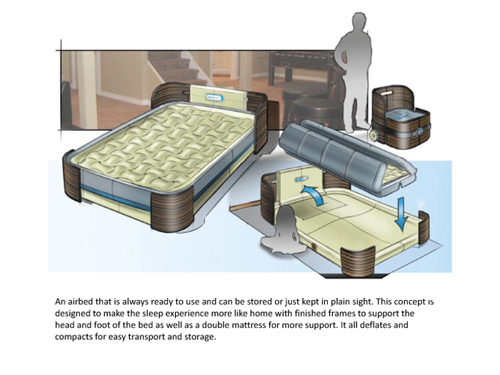 An airbed that is always ready to use and can be stored or just kept in plain sight. This concept is
designed to make the sleep experience more like home with finished frames to support the
head and foot of the bed as well as a double mattress for more support. It all deflates and
compacts for easy transport and storage.